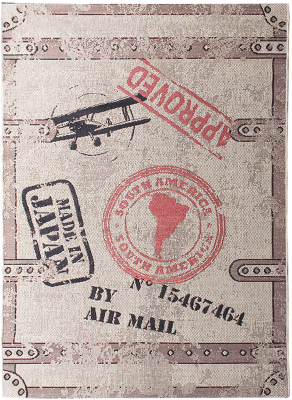 APPROVED
SOUTH AMERICA
SOUTH AMERICA
MADE IN
JAPAN
N° 15467464
BY
AIR MAIL